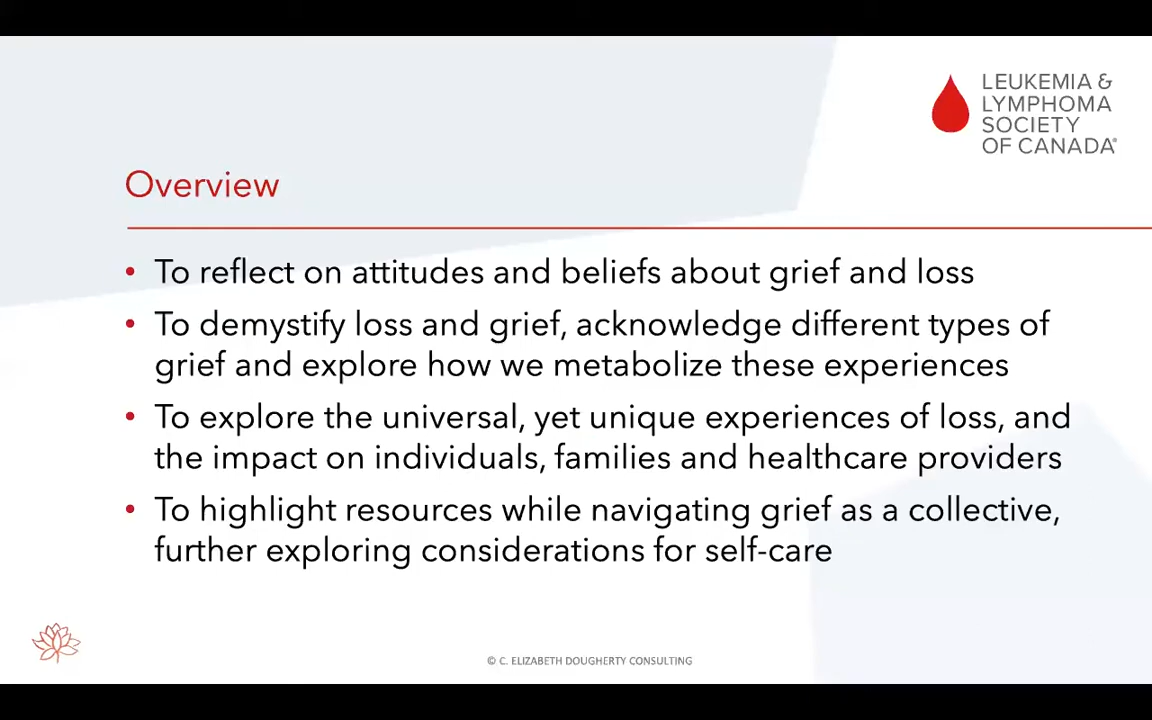 LEUKEMIA &
LYMPHOMA
SOCIETY
OF CANADA®
Overview
• To reflect on attitudes and beliefs about grief and loss
• To demystify loss and grief, acknowledge different types of
grief and explore how we metabolize these experiences
• To explore the universal, yet unique experiences of loss, and
the impact on individuals, families and healthcare providers
• To highlight resources while navigating grief as a collective,
further exploring considerations for self-care
© C. ELIZABETH DOUGHERTY CONSULTING